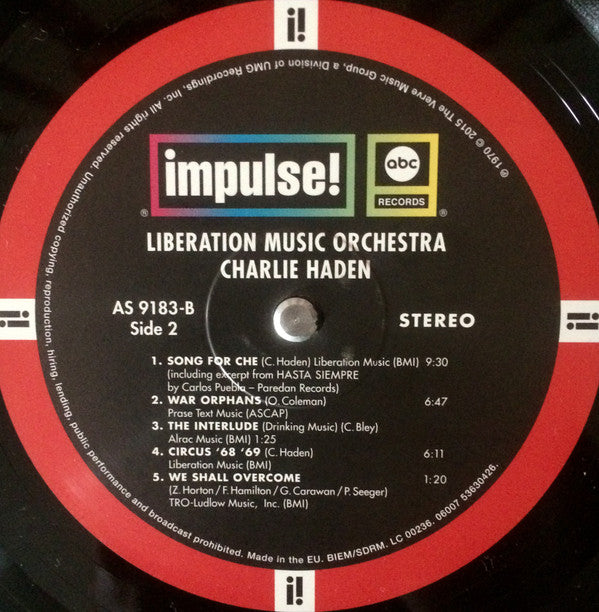 i!
impulse!
®
abc
RECORDS
®
LIBERATION MUSIC ORCHESTRA
CHARLIE HADEN
AS 9183-B
Side 2
STEREO
1. SONG FOR CHE (C. Haden) Liberation Music (BMI) 9:30
(including excerpt from HASTA SIEMPRE
by Carlos Puebla – Paredan Records)
2. WAR ORPHANS (O. Coleman) 6:47
Prase Text Music (ASCAP)
3. THE INTERLUDE (Drinking Music) (C. Bley)
Alrac Music (BMI) 1:25
4. CIRCUS ’68 ’69 (C. Haden) 6:11
Liberation Music (BMI)
5. WE SHALL OVERCOME 1:20
(Z. Horton / F. Hamilton / G. Carawan / P. Seeger)
TRO-Ludlow Music, Inc. (BMI)
℗ 1970 © 2015 The Verve Music Group, a Division of UMG Recordings, Inc. All rights reserved. Unauthorized copying, reproduction, hiring, lending, public performance and broadcast prohibited. Made in the EU. BIEM/SDRM. LC 00236. 06007 53630426.
i!
i!
i!